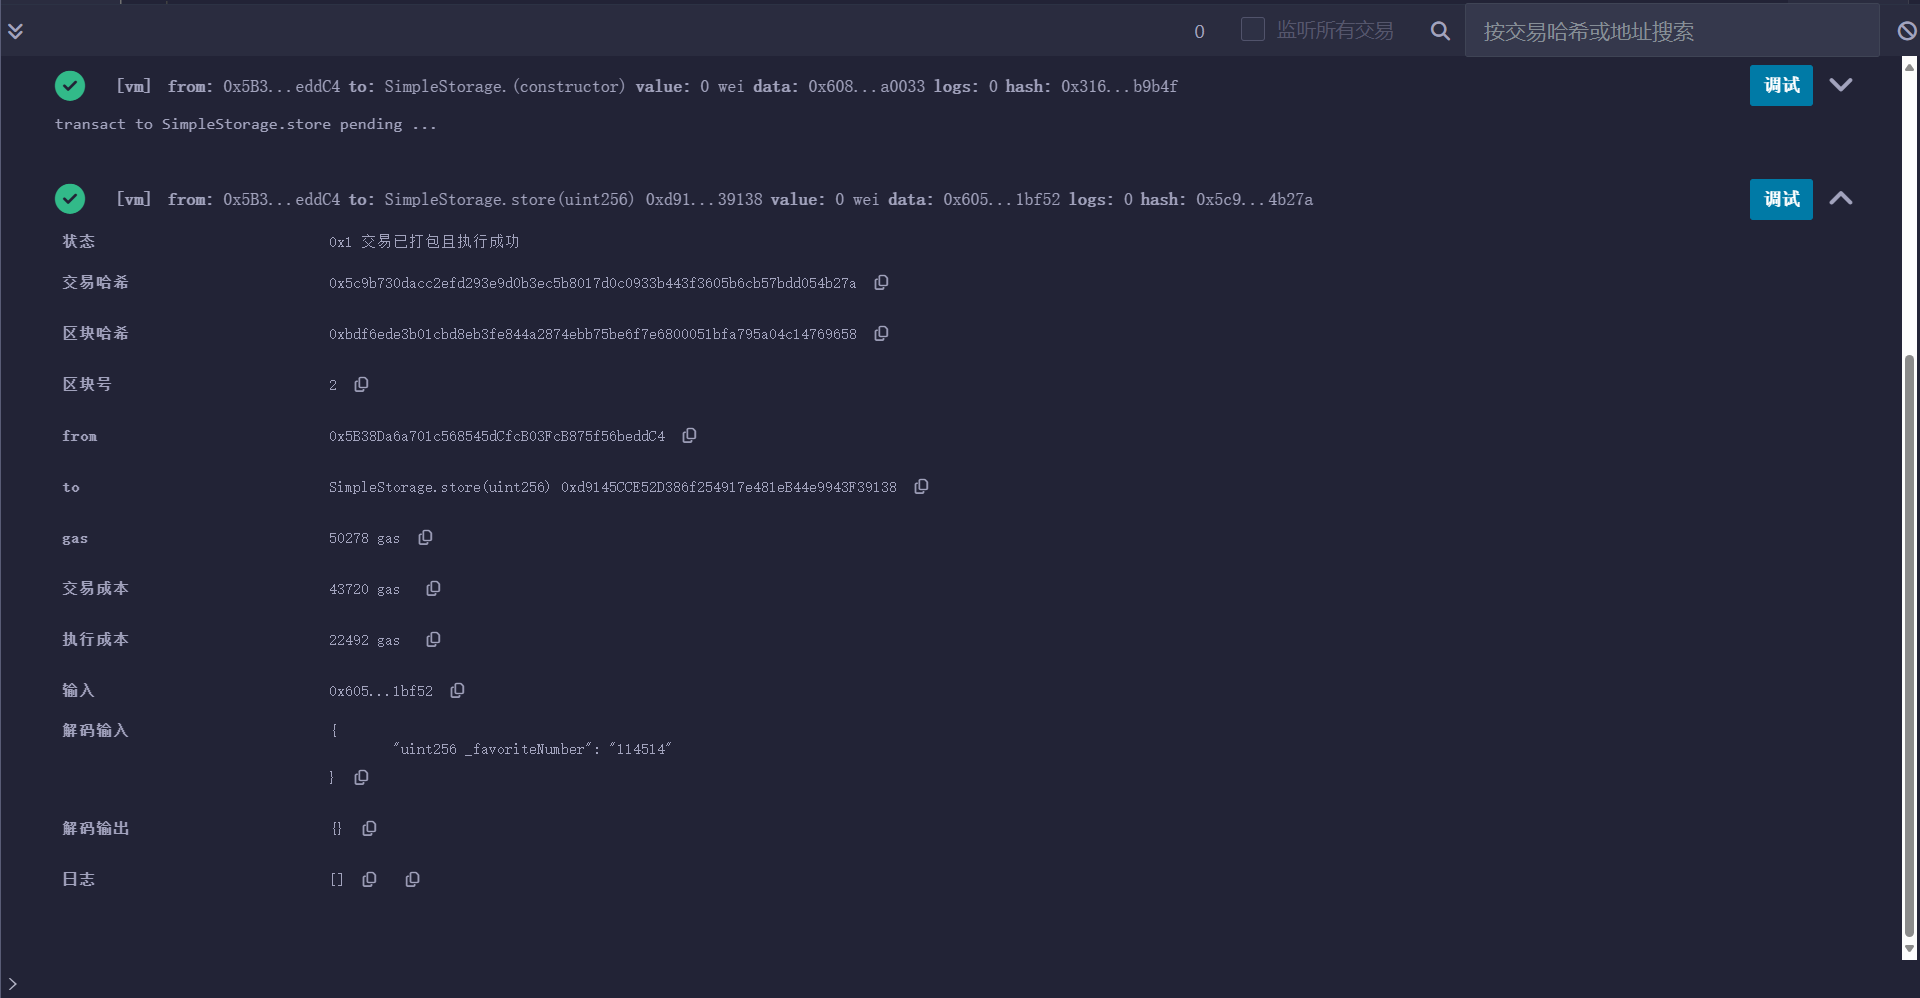 0 监听所有交易 按交易哈希或地址搜索
[vm] from: 0x5B3...eddC4 to: SimpleStorage.(constructor) value: 0 wei data: 0x608...a0033 logs: 0 hash: 0x316...b9b4f 调试
transact to SimpleStorage.store pending ...
[vm] from: 0x5B3...eddC4 to: SimpleStorage.store(uint256) 0xd91...39138 value: 0 wei data: 0x605...1bf52 logs: 0 hash: 0x5c9...4b27a 调试
状态 0x1 交易已打包且执行成功
交易哈希 0x5c9b730dacc2efd293e9d0b3ec5b8017d0c0933b443f3605b6cb57bdd054b27a
区块哈希 0xbdf6ede3b01cbd8eb3fe844a2874ebb75be6f7e6800051bfa795a04c14769658
区块号 2
from 0x5B38Da6a701c568545dCfcB03FcB875f56beddC4
to SimpleStorage.store(uint256) 0xd9145CCE52D386f254917e481eB44e9943F39138
gas 50278 gas
交易成本 43720 gas
执行成本 22492 gas
输入 0x605...1bf52
解码输入 {
"uint256 _favoriteNumber": "114514"
}
解码输出 {}
日志 []
>